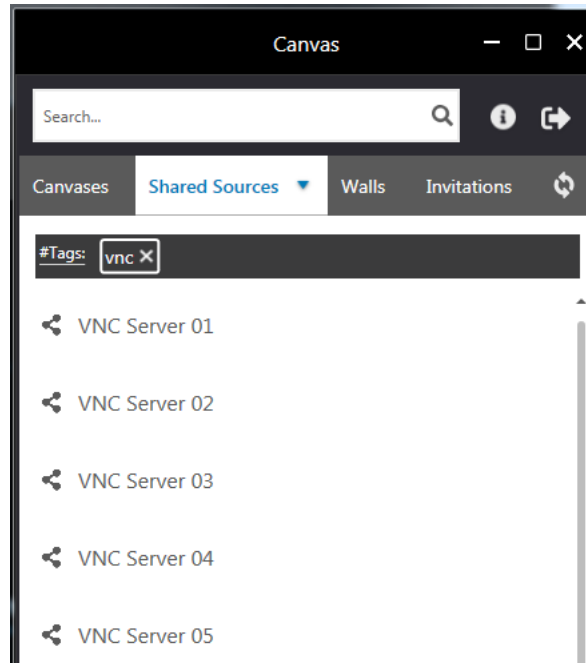 Canvas
Search...
Canvases Shared Sources Walls Invitations
#Tags: vnc
VNC Server 01
VNC Server 02
VNC Server 03
VNC Server 04
VNC Server 05